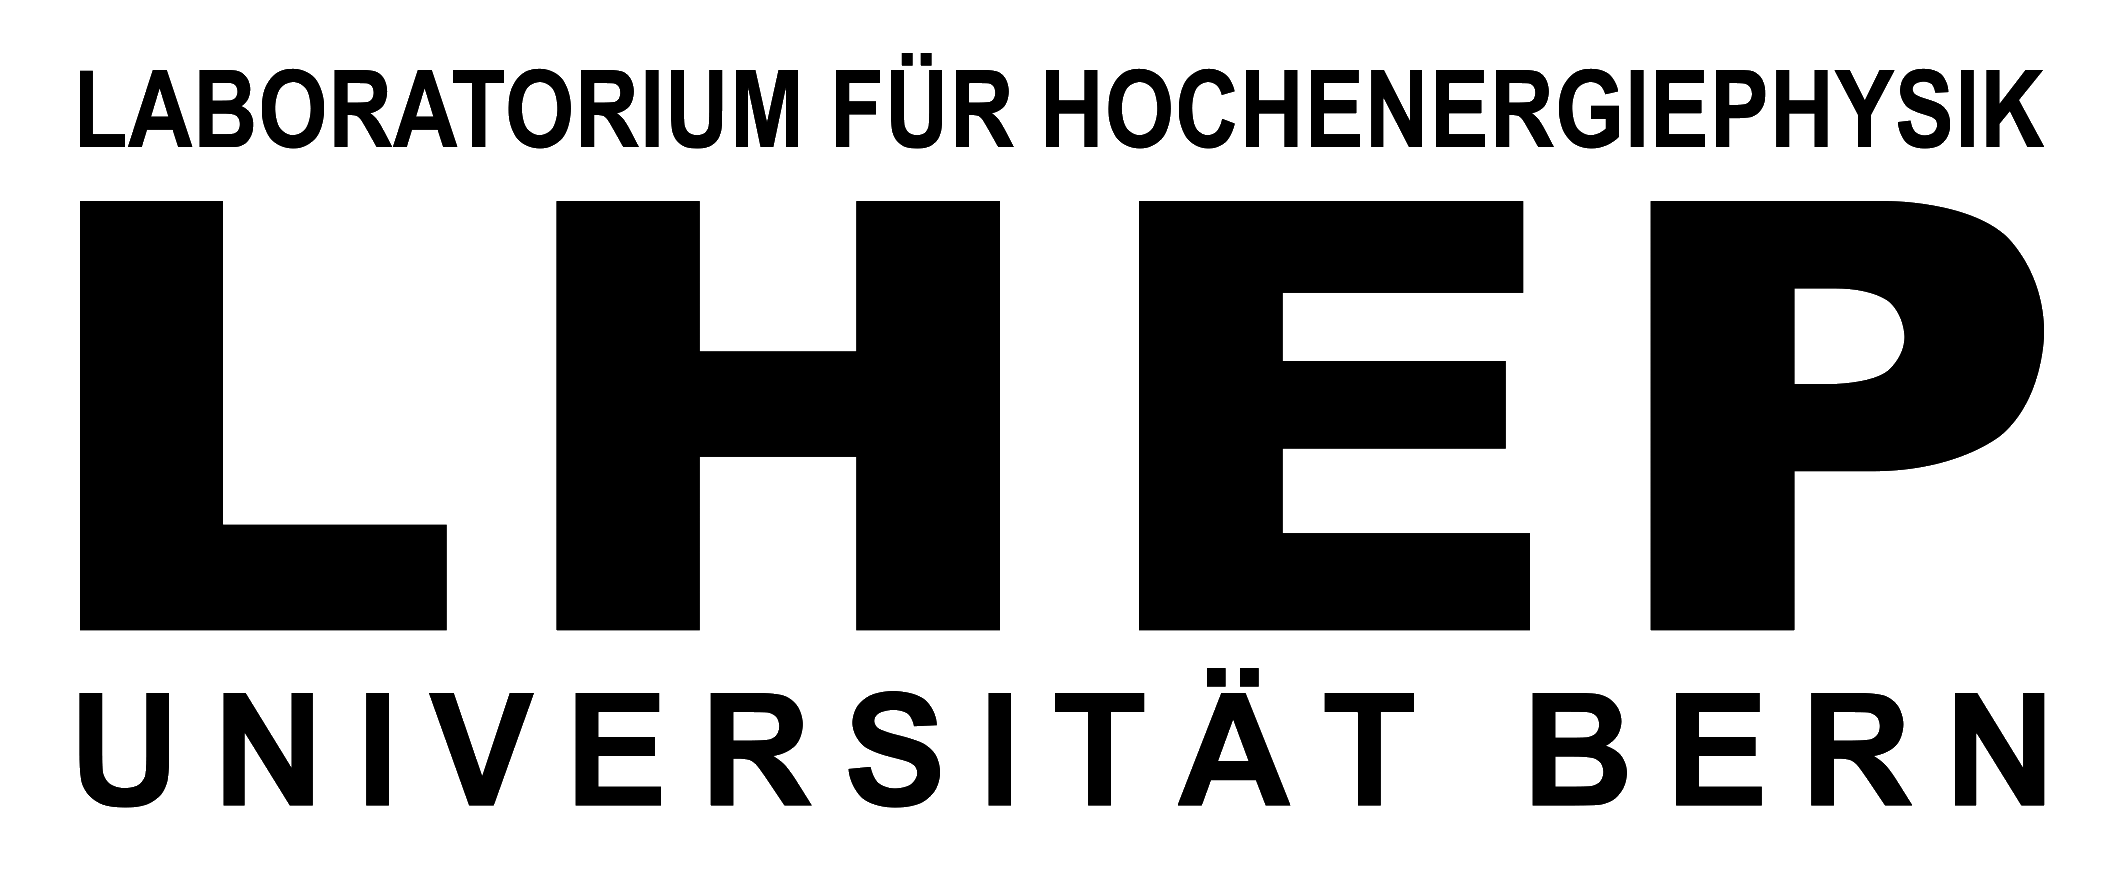 LABORATORIUM FÜR HOCHENERGIEPHYSIK
LHEP
UNIVERSITÄT BERN